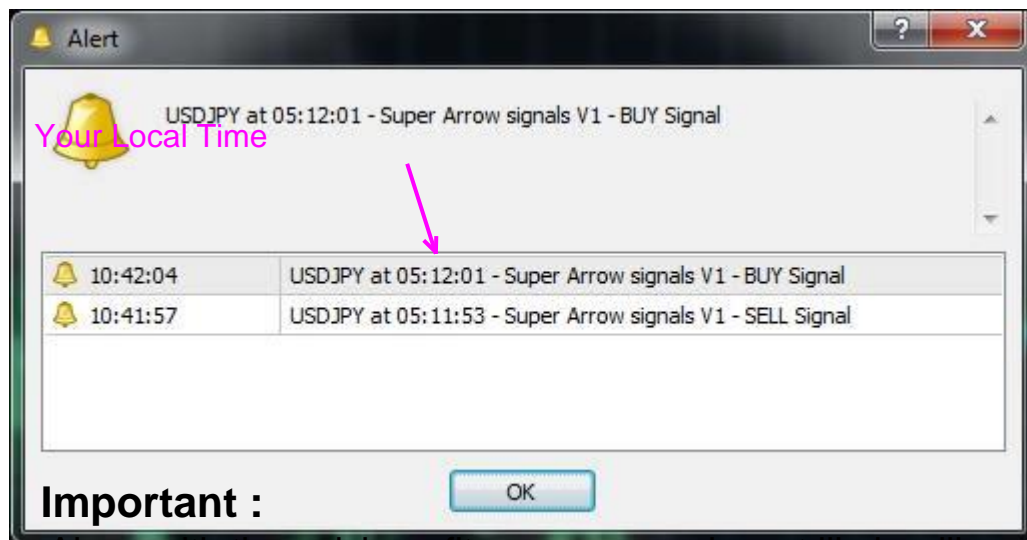 Alert
USDJPY at 05:12:01 - Super Arrow signals V1 - BUY Signal
Your Local Time
10:42:04 USDJPY at 05:12:01 - Super Arrow signals V1 - BUY Signal
10:41:57 USDJPY at 05:11:53 - Super Arrow signals V1 - SELL Signal
OK
Important :